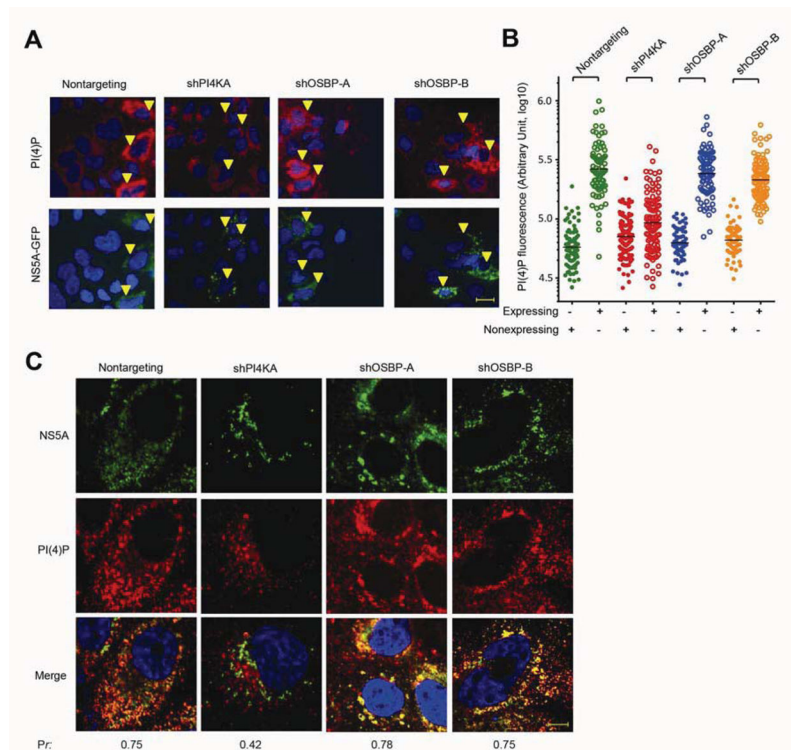 A
Nontargeting shPI4KA shOSBP-A shOSBP-B
PI(4)P
NS5A-GFP
B
Nontargeting shPI4KA shOSBP-A shOSBP-B
PI(4)P fluorescence (Arbitrary Unit, log10)
6.0
5.5
5.0
4.5
Expressing - + - + - + - +
Nonexpressing + - + - + - + -
C
Nontargeting shPI4KA shOSBP-A shOSBP-B
NS5A
PI(4)P
Merge
Pr: 0.75 0.42 0.78 0.75